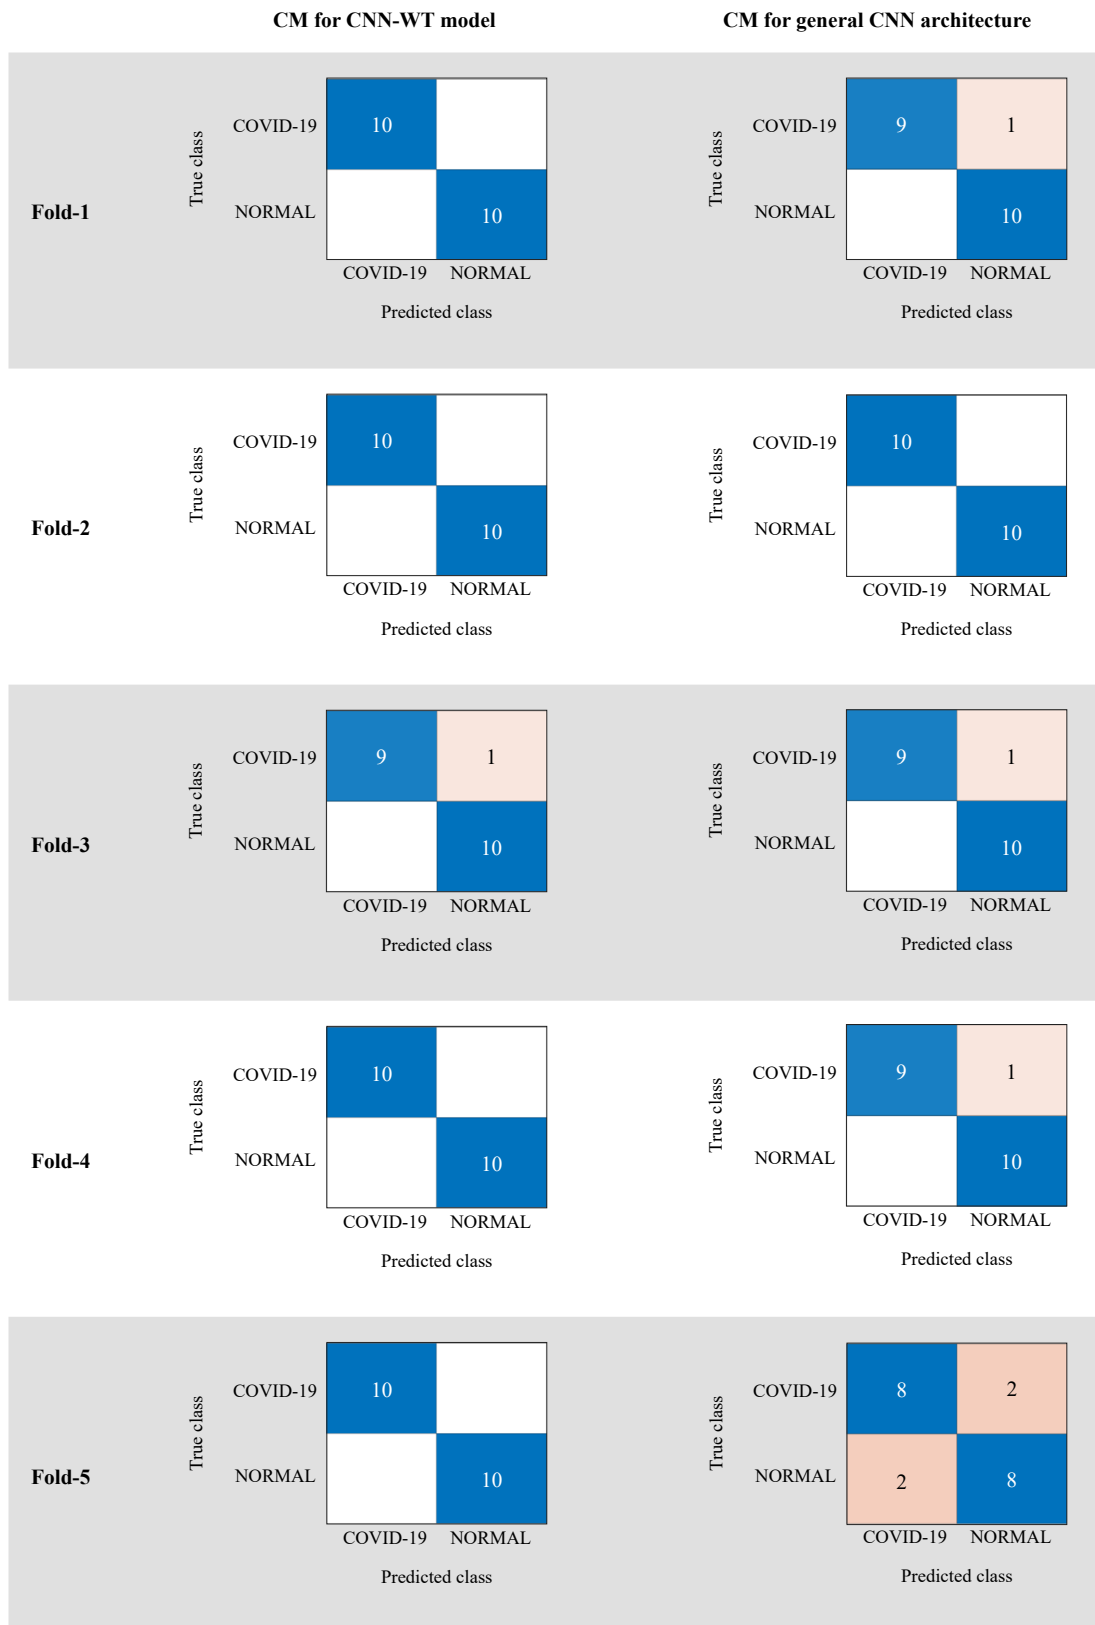 CM for CNN-WT model
CM for general CNN architecture
Fold-1
True class
COVID-19
10
NORMAL
10
COVID-19 NORMAL
Predicted class
True class
COVID-19
9 1
NORMAL
10
COVID-19 NORMAL
Predicted class
Fold-2
True class
COVID-19
10
NORMAL
10
COVID-19 NORMAL
Predicted class
True class
COVID-19
10
NORMAL
10
COVID-19 NORMAL
Predicted class
Fold-3
True class
COVID-19
9 1
NORMAL
10
COVID-19 NORMAL
Predicted class
True class
COVID-19
9 1
NORMAL
10
COVID-19 NORMAL
Predicted class
Fold-4
True class
COVID-19
10
NORMAL
10
COVID-19 NORMAL
Predicted class
True class
COVID-19
9 1
NORMAL
10
COVID-19 NORMAL
Predicted class
Fold-5
True class
COVID-19
10
NORMAL
10
COVID-19 NORMAL
Predicted class
True class
COVID-19
8 2
NORMAL
2 8
COVID-19 NORMAL
Predicted class